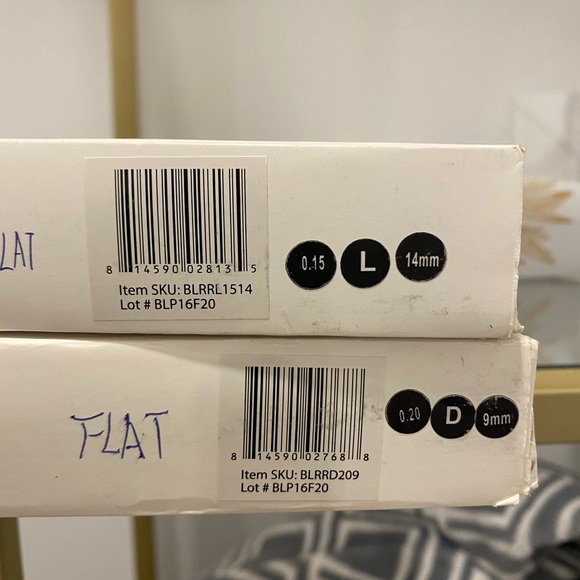 LAT
8 14590 02813 5
Item SKU: BLRRL1514
Lot # BLP16F20
0.15 L 14mm
FLAT
8 14590 02768 8
Item SKU: BLRRD209
Lot # BLP16F20
0.20 D 9mm